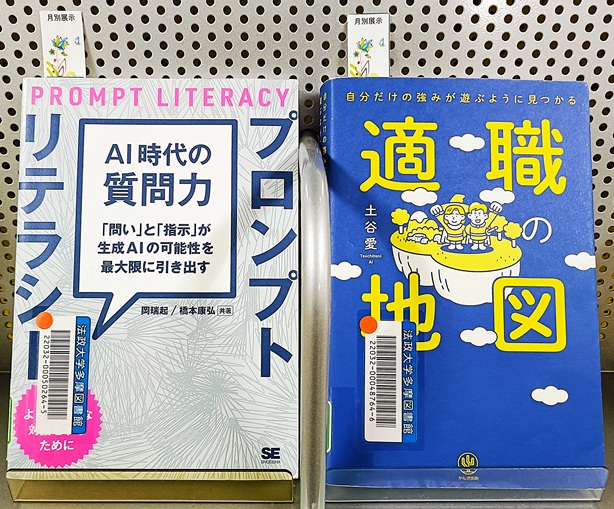 月別展示
PROMPT LITERACY
プロンプト
リテラシー
AI時代の
質問力
「問い」と「指示」が
生成AIの可能性を
最大限に引き出す
岡瑞起/橋本康弘 共著
法政大学多摩図書館
22032-00050264-5
ために
SE
SHOEISHA
月別展示
自分だけの強みが遊ぶように見つかる
適職の
地図
土谷愛
Tsuchitani
Ai
法政大学多摩図書館
22032-00048764-6
かんき出版